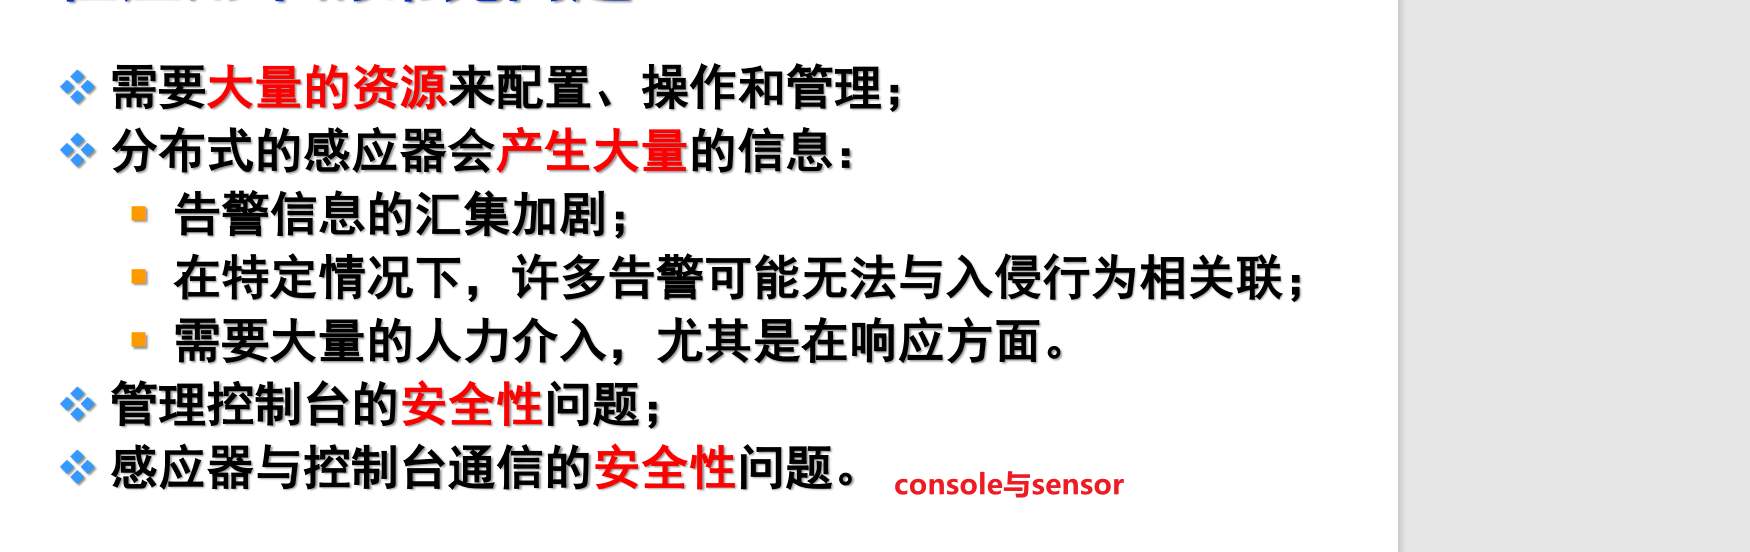 需要大量的资源来配置、操作和管理；
分布式的感应器会产生大量的信息：
告警信息的汇集加剧；
在特定情况下，许多告警可能无法与入侵行为相关联；
需要大量的人力介入，尤其是在响应方面。
管理控制台的安全性问题；
感应器与控制台通信的安全性问题。 console与sensor